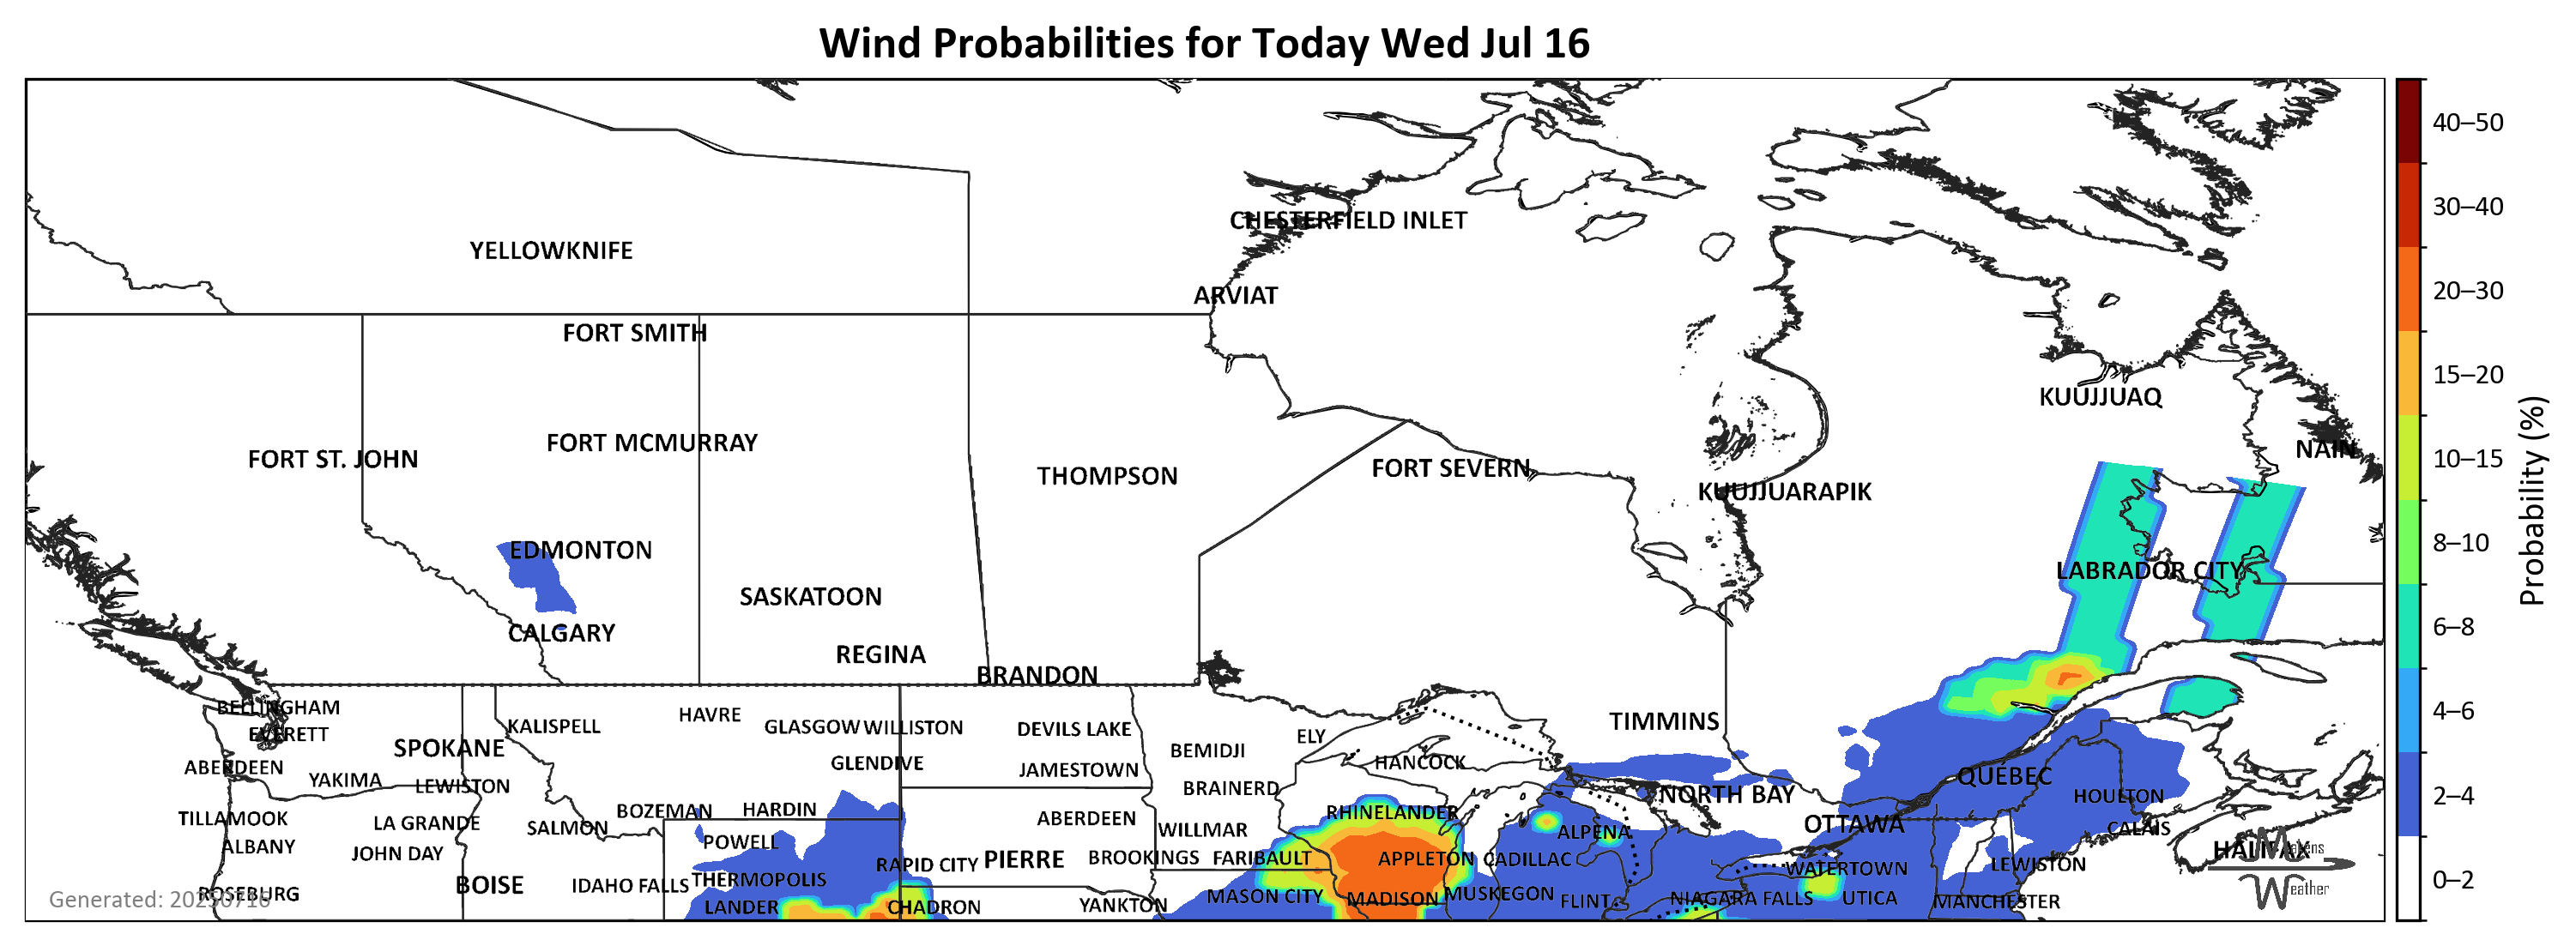 Wind Probabilities for Today Wed Jul 16
40–50
30–40
CHESTERFIELD INLET
YELLOWKNIFE
20–30
ARVIAT
FORT SMITH
15–20
KUUJJUAQ
FORT MCMURRAY
NAIN
10–15
FORT ST. JOHN
FORT SEVERN
THOMPSON
KUUJJUARAPIK
Probability (%)
8–10
EDMONTON
LABRADOR CITY
SASKATOON
6–8
CALGARY
REGINA
BRANDON
BELLINGHAM
4–6
HAVRE
TIMMINS
KALISPELL
GLASGOW WILLISTON
DEVILS LAKE
EVERETT
ELY
SPOKANE
BEMIDJI
GLENDIVE
HANCOCK
ABERDEEN
JAMESTOWN
QUEBEC
YAKIMA
LEWISTON
BRAINERD
NORTH BAY
HOULTON
2–4
BOZEMAN
HARDIN
RHINELANDER
TILLAMOOK
LA GRANDE
SALMON
ABERDEEN
WILLMAR
ALPENA
OTTAWA
CALAIS
ALBANY
JOHN DAY
POWELL
RAPID CITY
PIERRE
BROOKINGS
FARIBAULT
APPLETON
CADILLAC
WATERTOWN
LEWISTON
HALIFAX
0–2
BOISE
IDAHO FALLS
THERMOPOLIS
ROSEBURG
MASON CITY
MADISON
MUSKEGON
FLINT
NIAGARA FALLS
UTICA
MANCHESTER
Weather
Generated: 20250716
LANDER
CHADRON
YANKTON